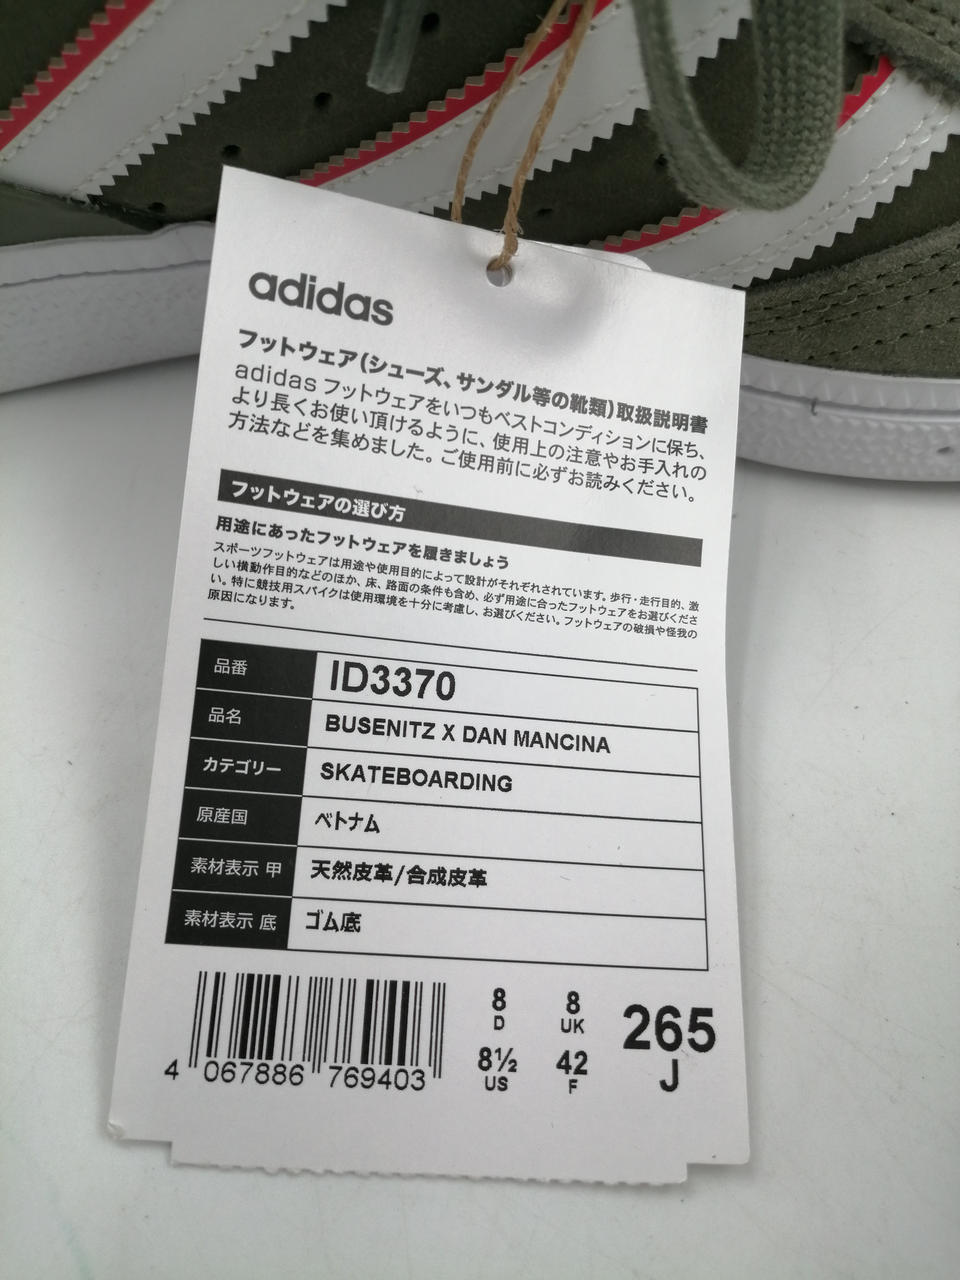 adidas
フットウェア(シューズ、サンダル等の靴類)取扱説明書
adidas フットウェアをいつもベストコンディションに保ち、
より長くお使い頂けるように、使用上の注意やお手入れの
方法などを集めました。ご使用前に必ずお読みください。
フットウェアの選び方
用途にあったフットウェアを履きましょう
スポーツフットウェアは用途や使用目的によって設計がそれぞれされています。歩行・走行目的、激
しい横動作目的などのほか、床、路面の条件も含め、必ず用途に合ったフットウェアをお選びくださ
い。特に競技用スパイクは使用環境を十分に考慮し、お選びください。フットウェアの破損や怪我の
原因になります。
品番 ID3370
品名 BUSENITZ X DAN MANCINA
カテゴリー SKATEBOARDING
原産国 ベトナム
素材表示 甲 天然皮革/合成皮革
素材表示 底 ゴム底
8 D 8 UK 265 J
8½ US 42 F
4 067886 769403